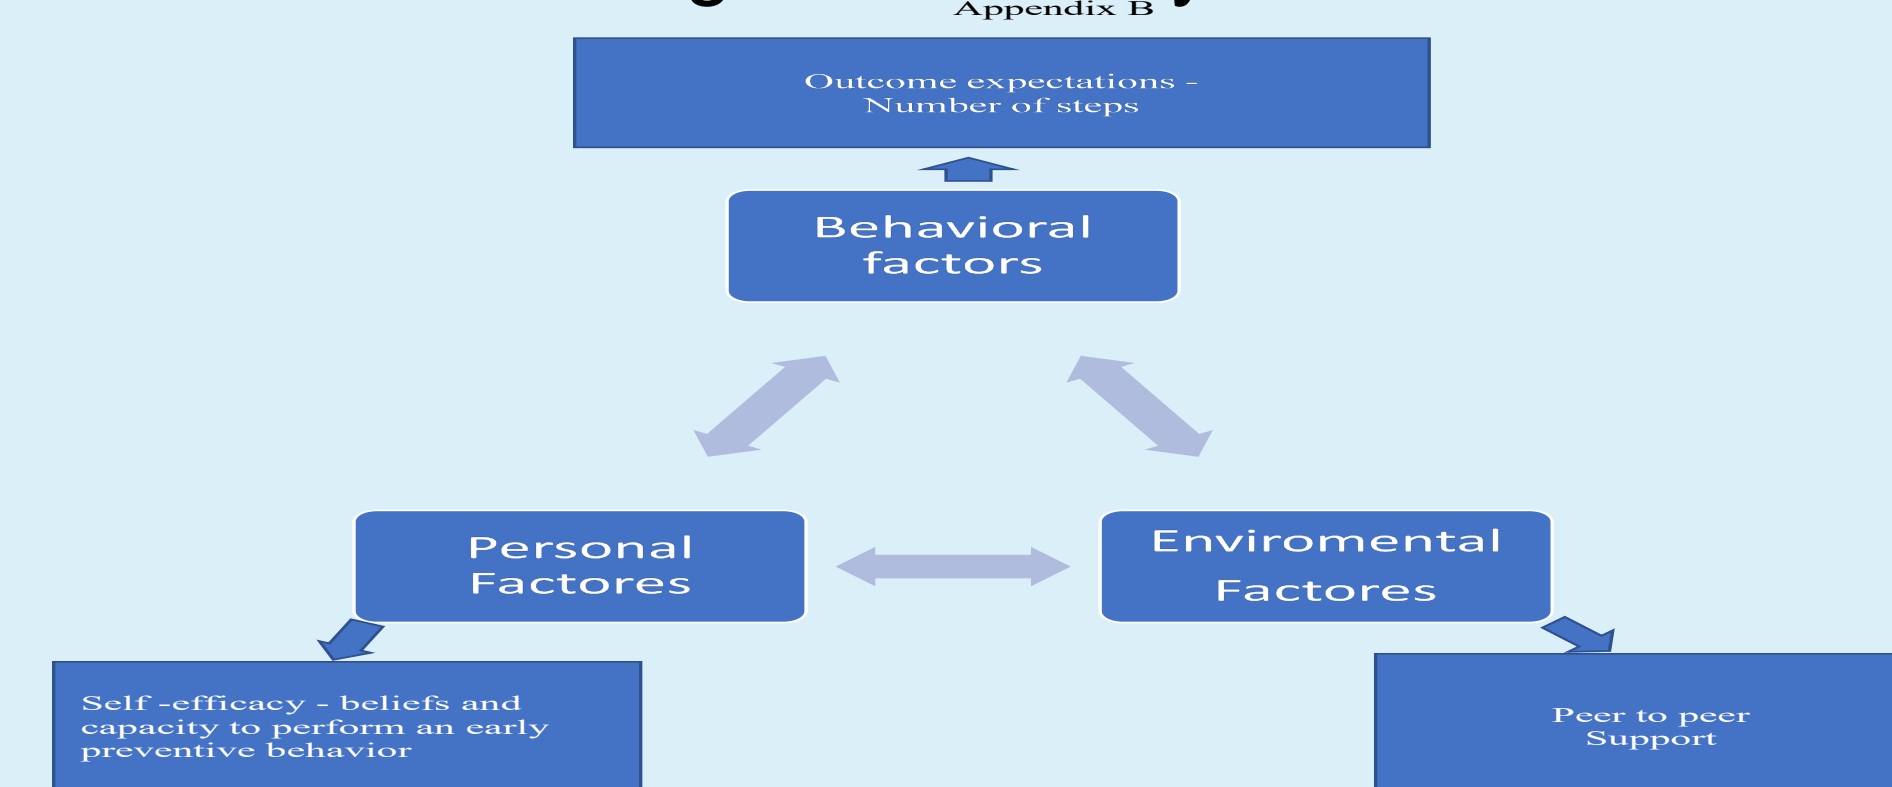 Appendix B
Outcome expectations -
Number of steps
Behavioral
factors
Personal
Factores
Enviromental
Factores
Self -efficacy - beliefs and
capacity to perform an early
preventive behavior
Peer to peer
Support